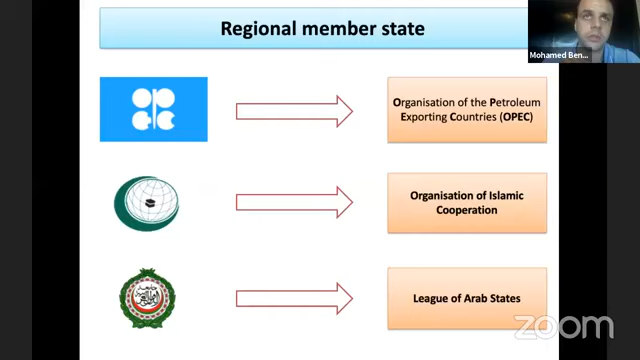 Regional member state
Mohamed Ben...
Organisation of the Petroleum
Exporting Countries (OPEC)
Organisation of Islamic
Cooperation
League of Arab States
zoom